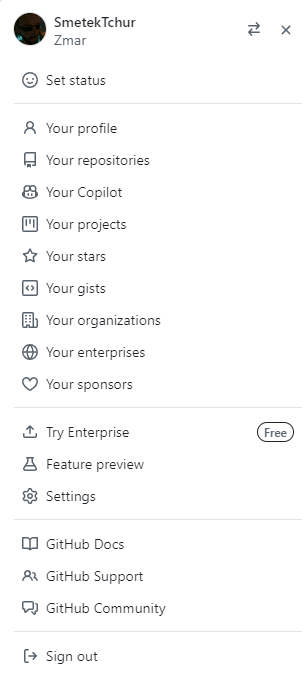 SmetekTchur
Zmar
Set status
Your profile
Your repositories
Your Copilot
Your projects
Your stars
Your gists
Your organizations
Your enterprises
Your sponsors
Try Enterprise Free
Feature preview
Settings
GitHub Docs
GitHub Support
GitHub Community
Sign out